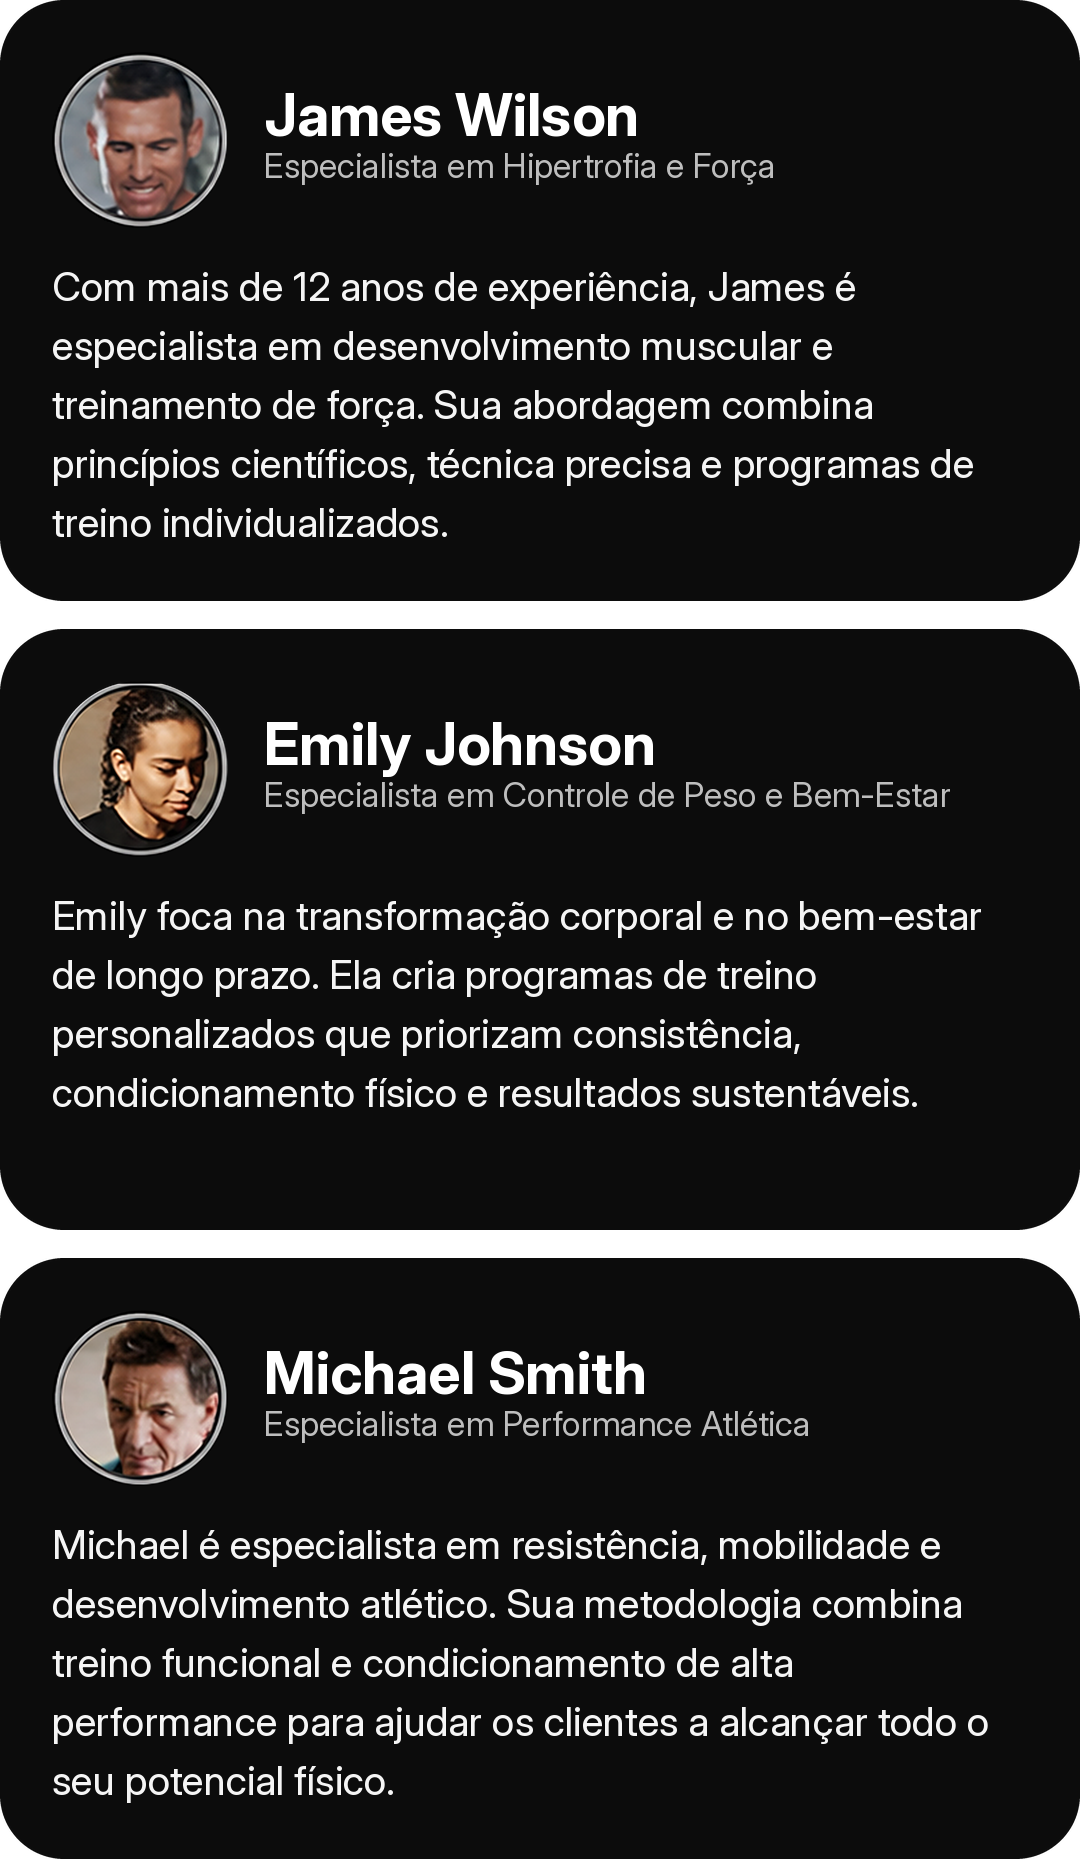 James Wilson
Especialista em Hipertrofia e Força
Com mais de 12 anos de experiência, James é
especialista em desenvolvimento muscular e
treinamento de força. Sua abordagem combina
princípios científicos, técnica precisa e programas de
treino individualizados.
Emily Johnson
Especialista em Controle de Peso e Bem-Estar
Emily foca na transformação corporal e no bem-estar
de longo prazo. Ela cria programas de treino
personalizados que priorizam consistência,
condicionamento físico e resultados sustentáveis.
Michael Smith
Especialista em Performance Atlética
Michael é especialista em resistência, mobilidade e
desenvolvimento atlético. Sua metodologia combina
treino funcional e condicionamento de alta
performance para ajudar os clientes a alcançar todo o
seu potencial físico.